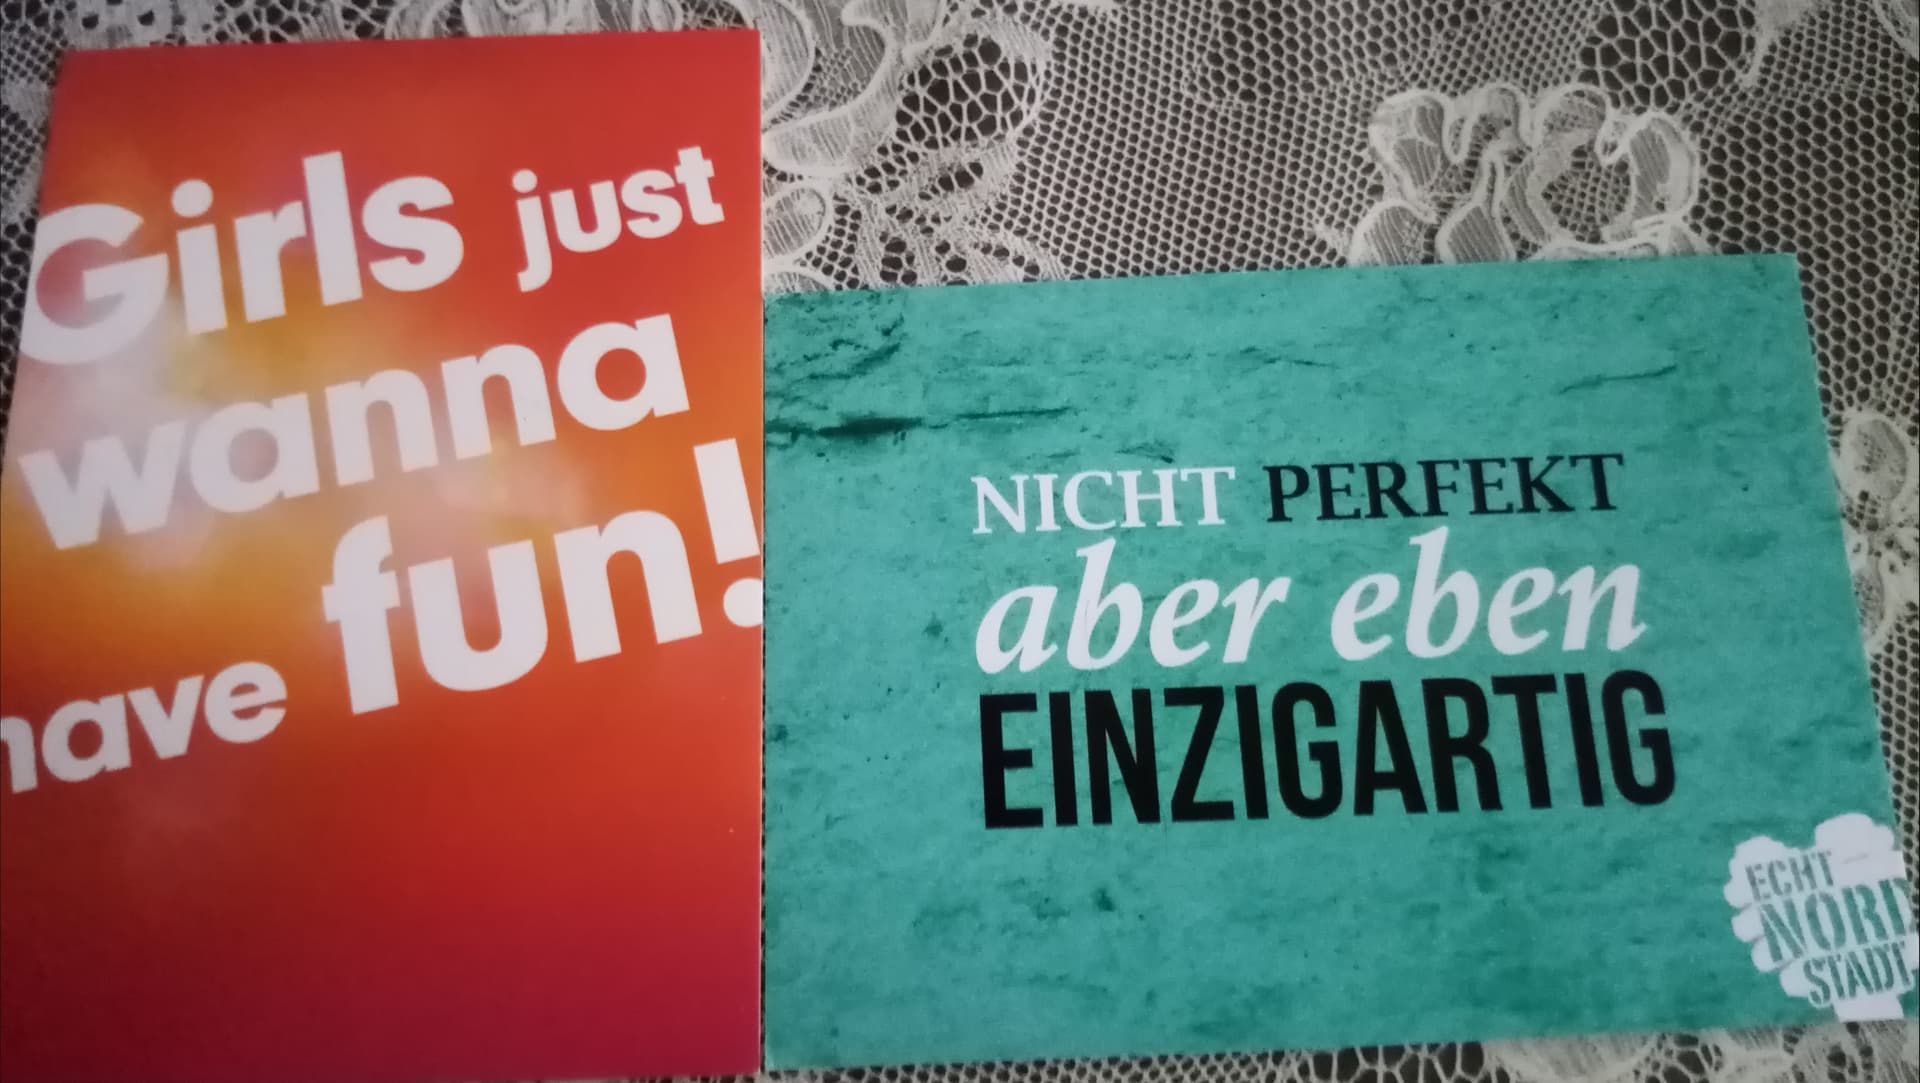 Girls just
wanna
have fun!
NICHT PERFEKT
aber eben
EINZIGARTIG
ECHT
NORD
STADT